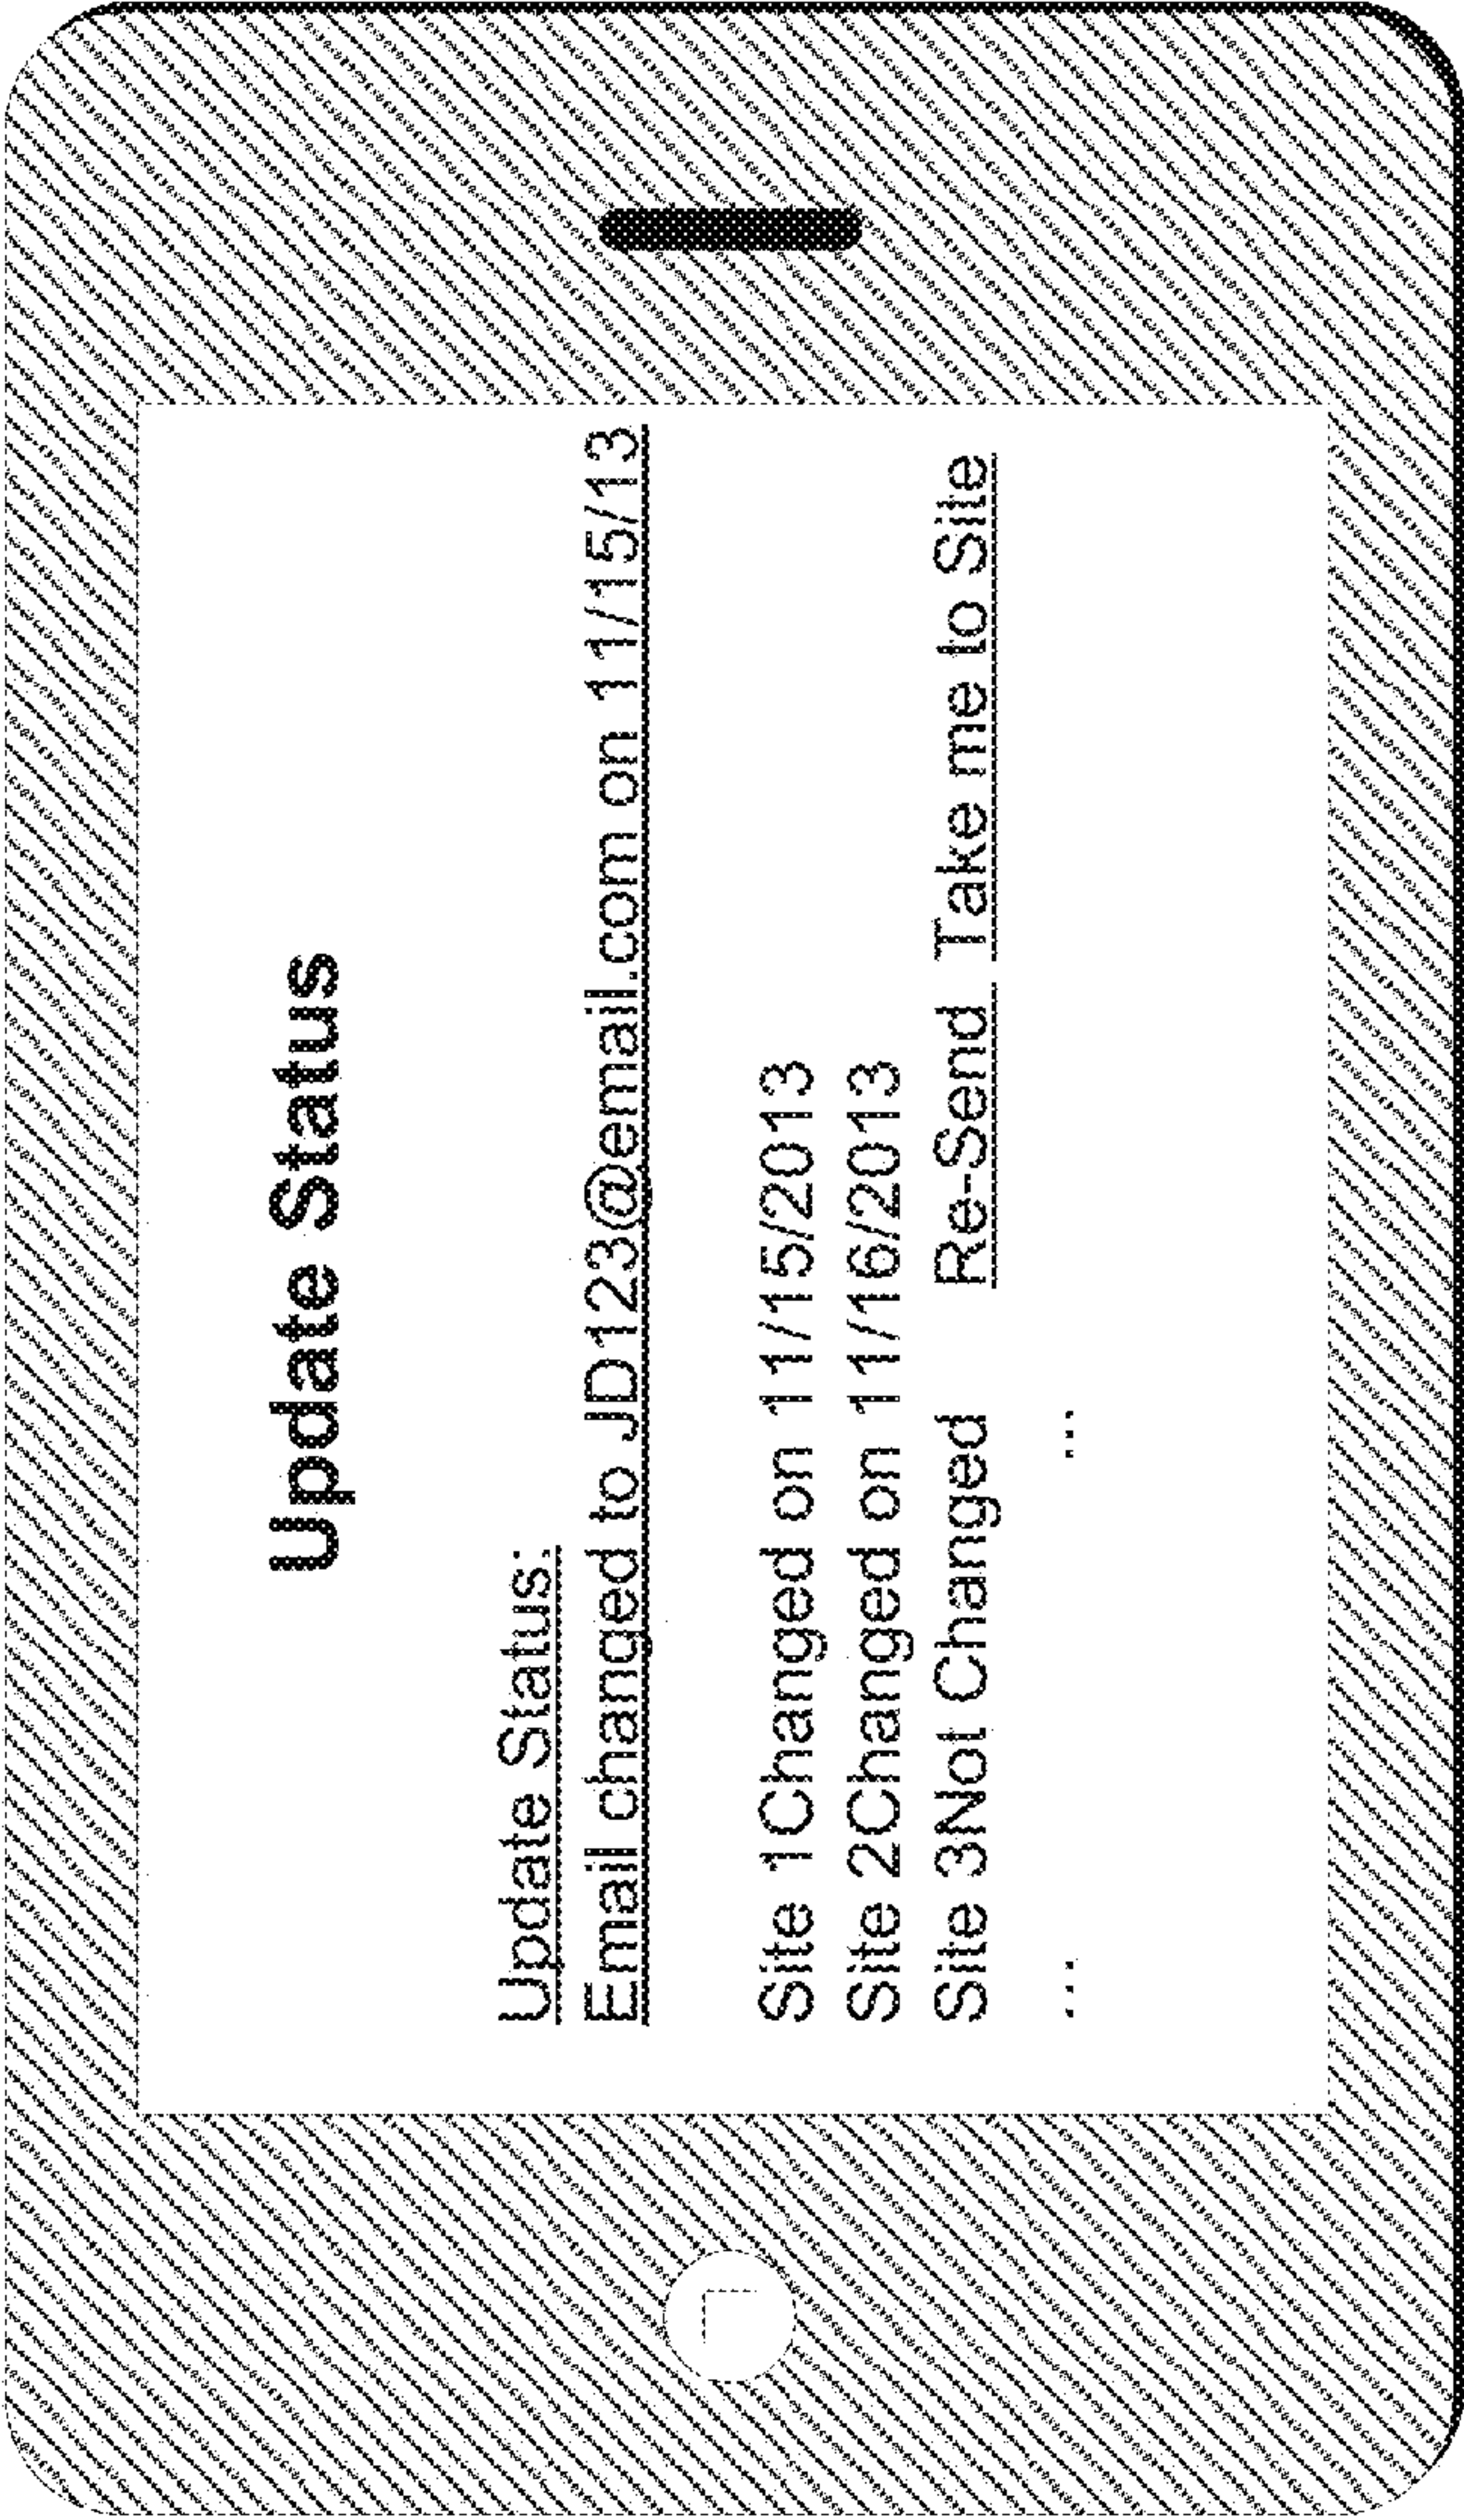 Update Status
Update Status:
Email changed to JD123@email.com on 11/15/13
Site 1Changed on 11/15/2013
Site 2Changed on 11/16/2013
Site 3Not Changed Re-Send Take me to Site
... ...